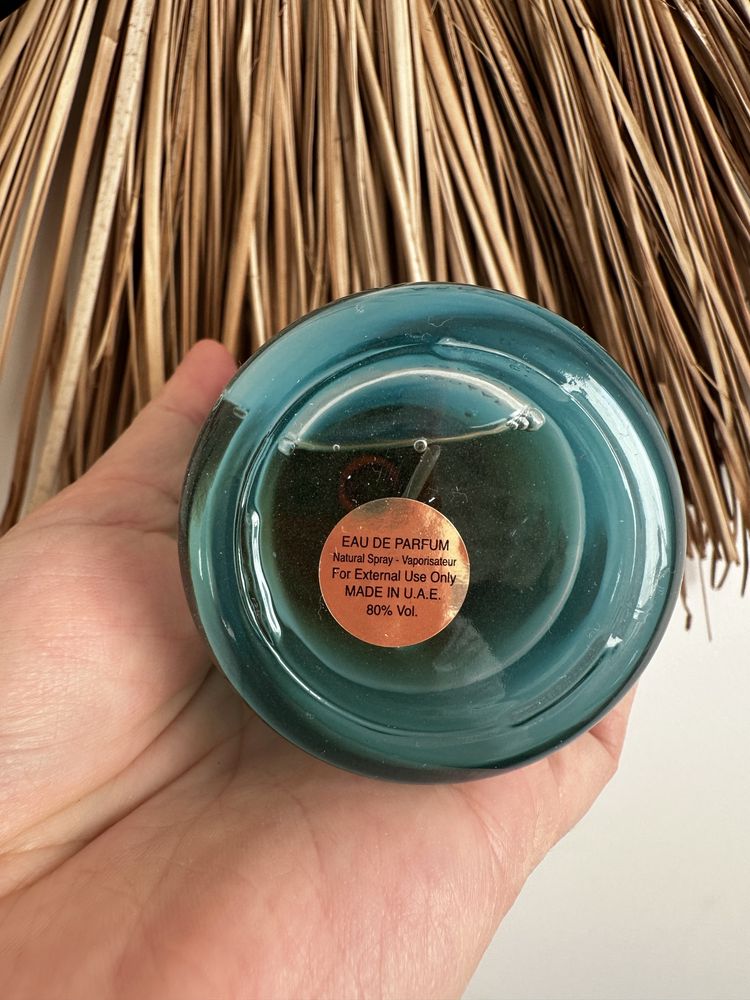 EAU DE PARFUM
Natural Spray - Vaporisateur
For External Use Only
MADE IN U.A.E.
80% Vol.